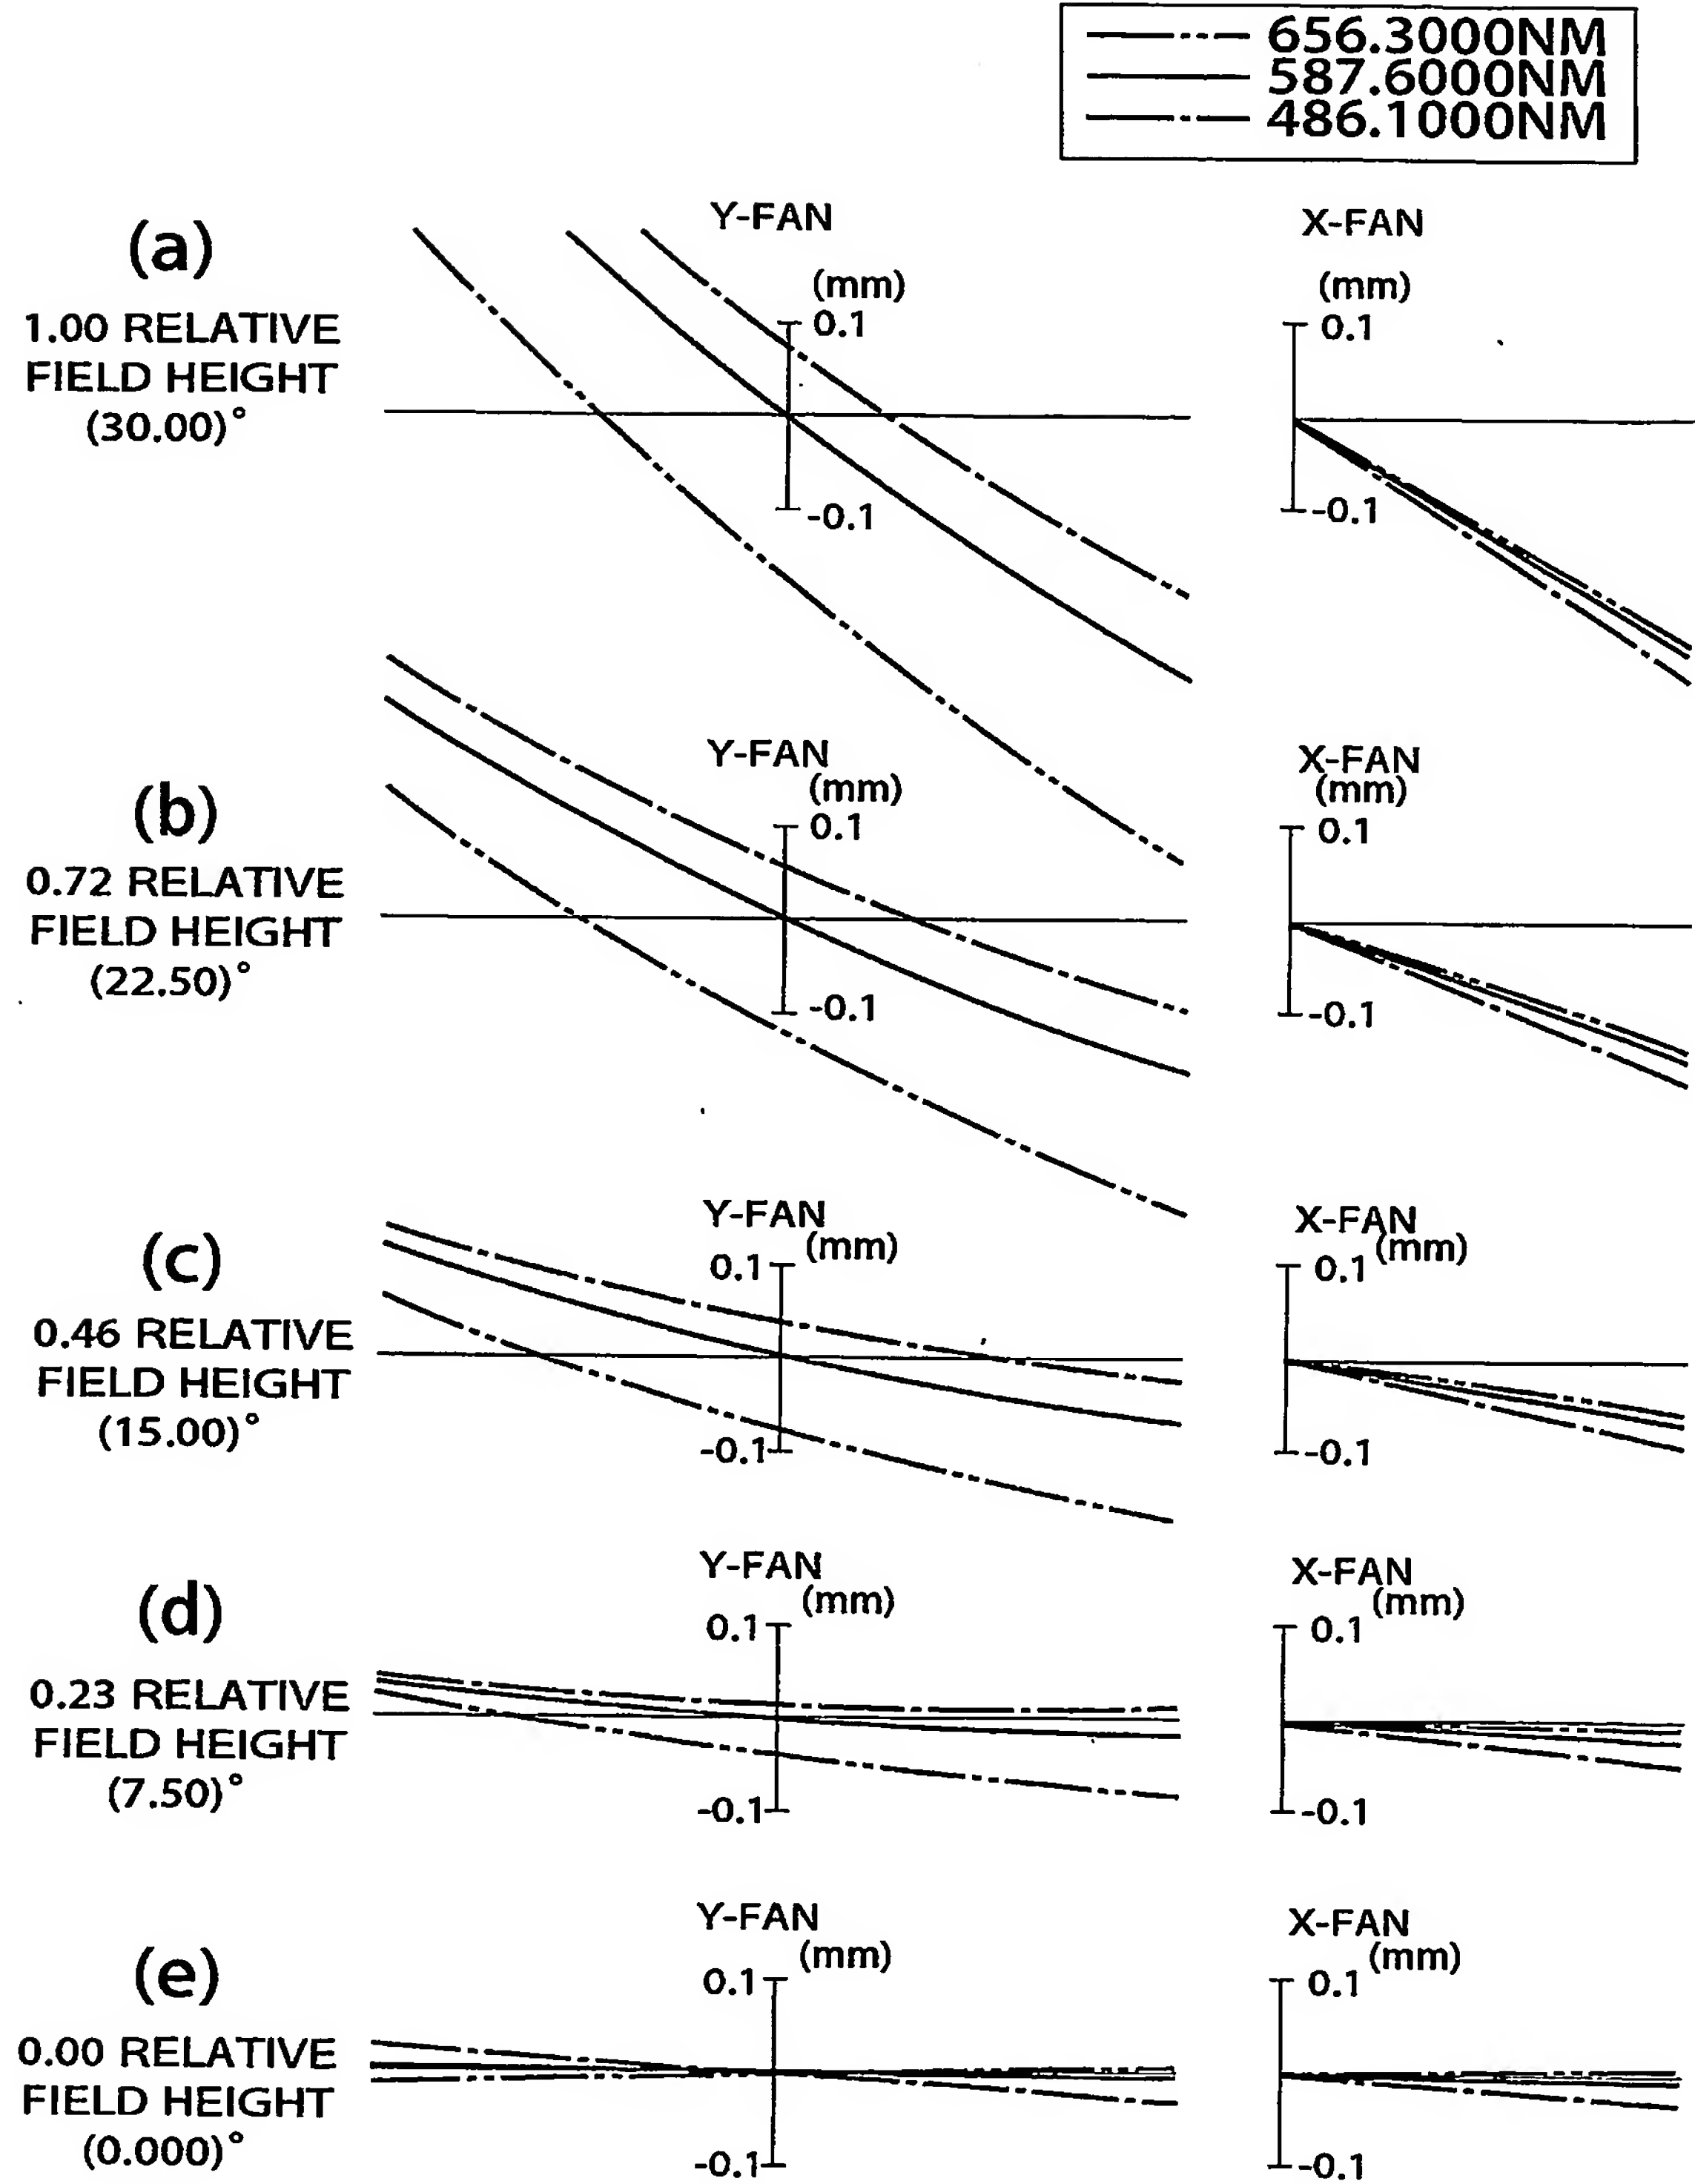 656.3000NM
587.6000NM
486.1000NM
(a)
1.00 RELATIVE
FIELD HEIGHT
(30.00)°
Y-FAN
(mm)
0.1
-0.1
X-FAN
(mm)
0.1
-0.1
(b)
0.72 RELATIVE
FIELD HEIGHT
(22.50)°
Y-FAN
(mm)
0.1
-0.1
X-FAN
(mm)
0.1
-0.1
(c)
0.46 RELATIVE
FIELD HEIGHT
(15.00)°
Y-FAN
(mm)
0.1
-0.1
X-FAN
(mm)
0.1
-0.1
(d)
0.23 RELATIVE
FIELD HEIGHT
(7.50)°
Y-FAN
(mm)
0.1
-0.1
X-FAN
(mm)
0.1
-0.1
(e)
0.00 RELATIVE
FIELD HEIGHT
(0.000)°
Y-FAN
(mm)
0.1
-0.1
X-FAN
(mm)
0.1
-0.1